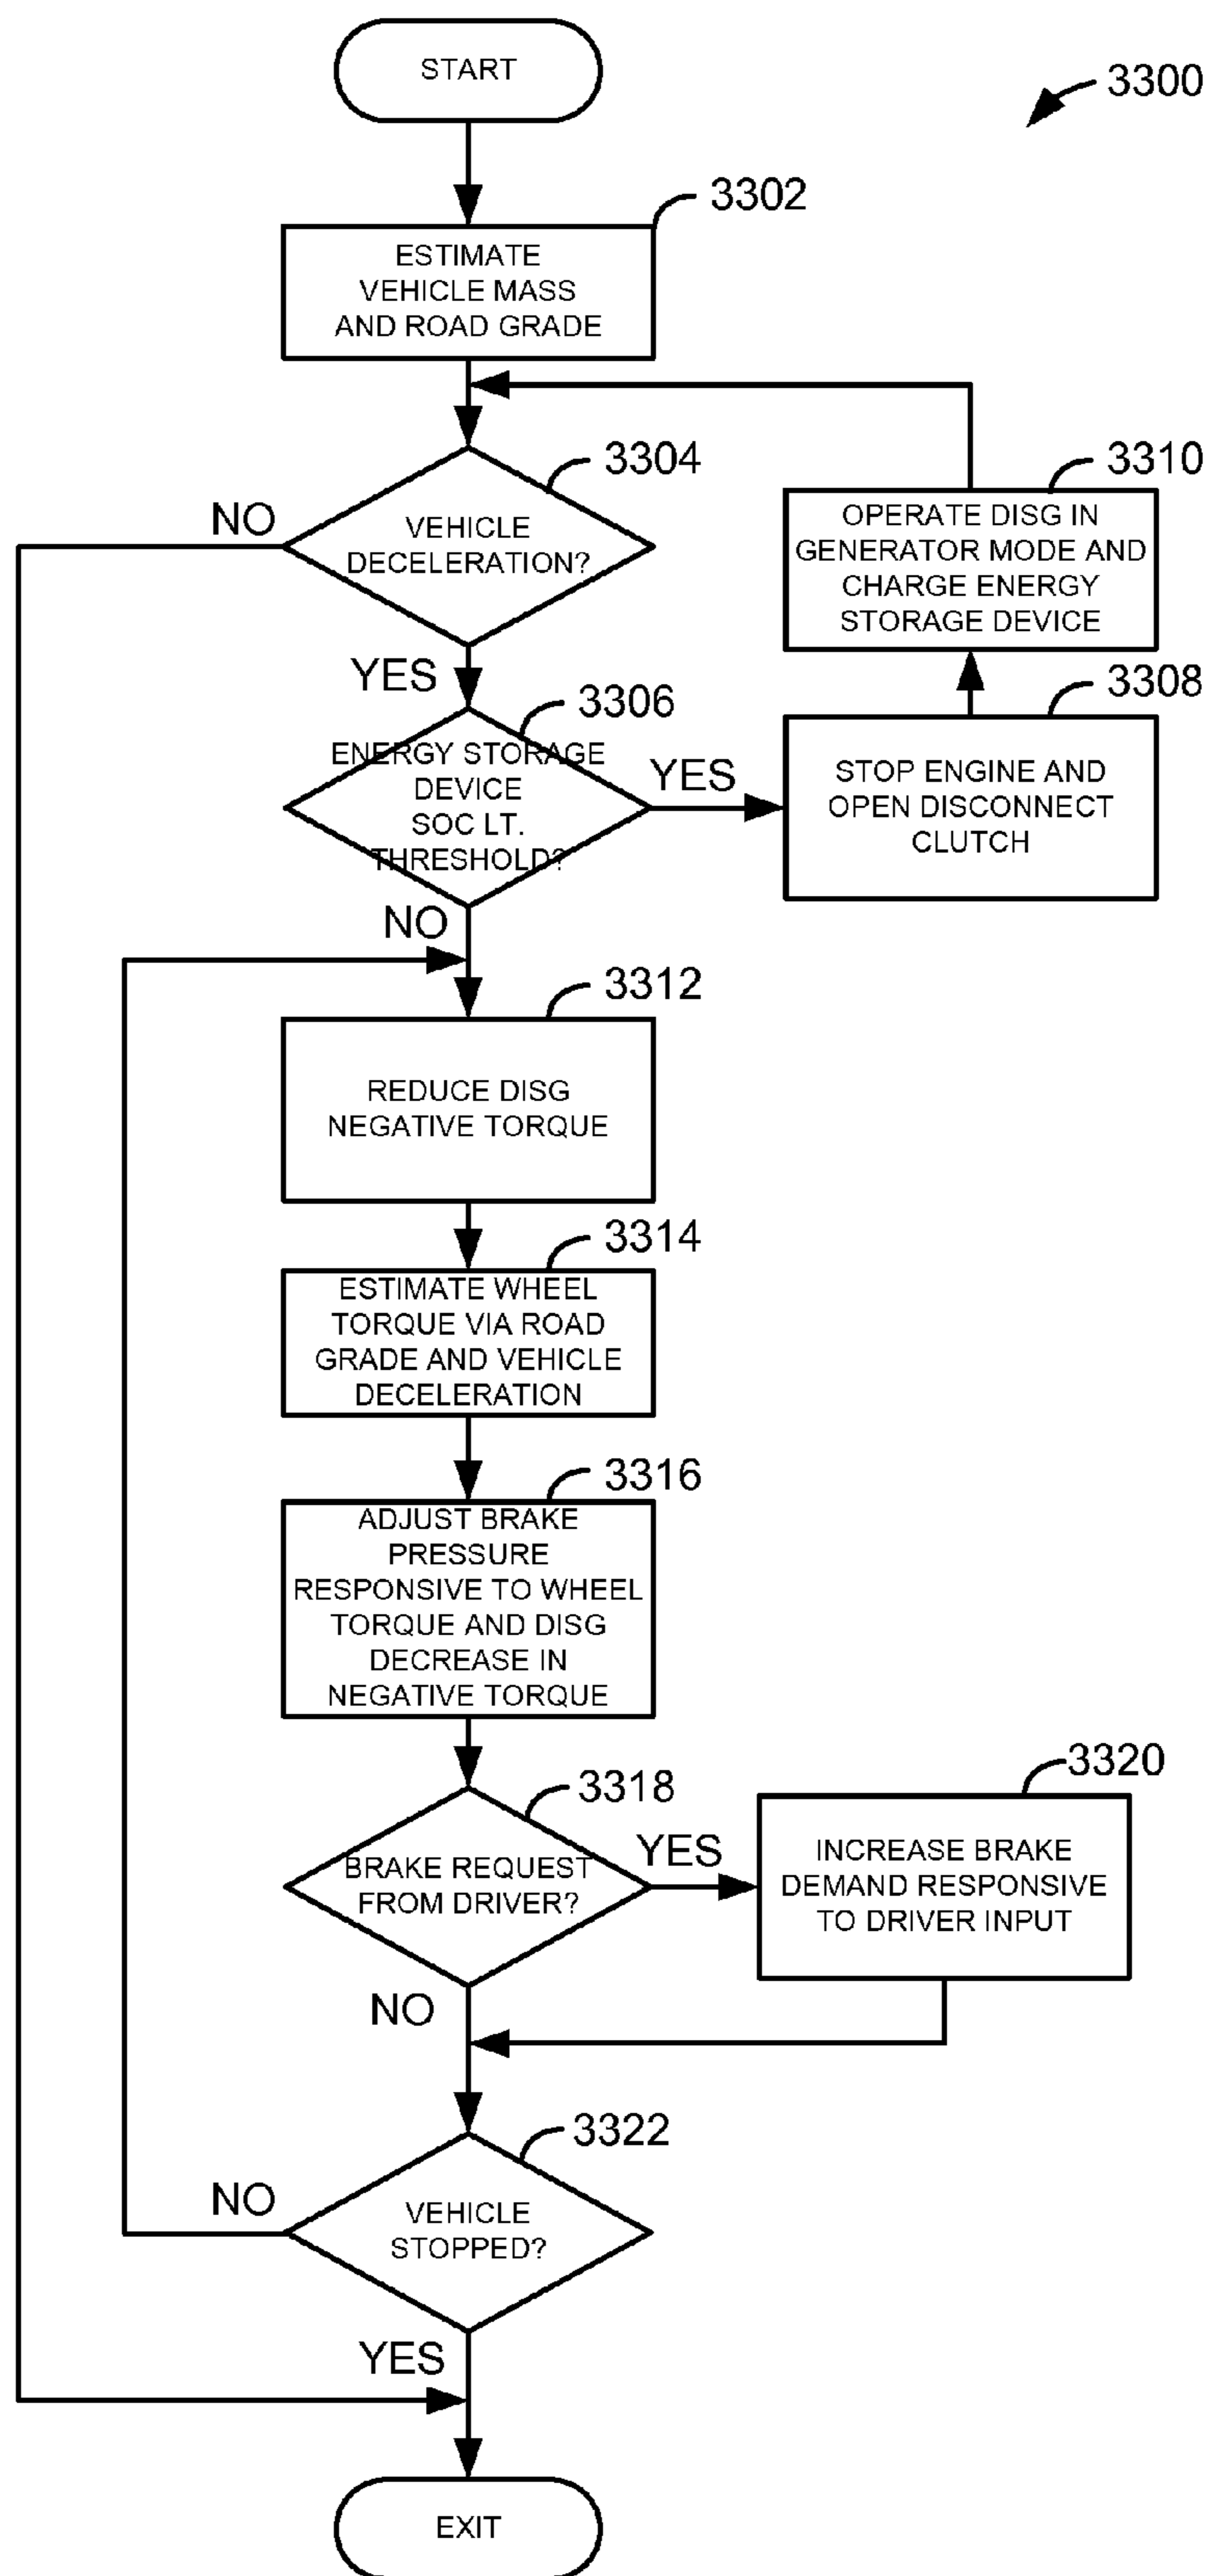 START
3300
3302
ESTIMATE
VEHICLE MASS
AND ROAD GRADE
3304
NO
VEHICLE
DECELERATION?
YES
3310
OPERATE DISG IN
GENERATOR MODE AND
CHARGE ENERGY
STORAGE DEVICE
3306
ENERGY STORAGE
DEVICE
SOC LT.
THRESHOLD?
YES
3308
STOP ENGINE AND
OPEN DISCONNECT
CLUTCH
NO
3312
REDUCE DISG
NEGATIVE TORQUE
3314
ESTIMATE WHEEL
TORQUE VIA ROAD
GRADE AND VEHICLE
DECELERATION
3316
ADJUST BRAKE
PRESSURE
RESPONSIVE TO WHEEL
TORQUE AND DISG
DECREASE IN
NEGATIVE TORQUE
3318
BRAKE REQUEST
FROM DRIVER?
YES
3320
INCREASE BRAKE
DEMAND RESPONSIVE
TO DRIVER INPUT
NO
3322
NO
VEHICLE
STOPPED?
YES
EXIT